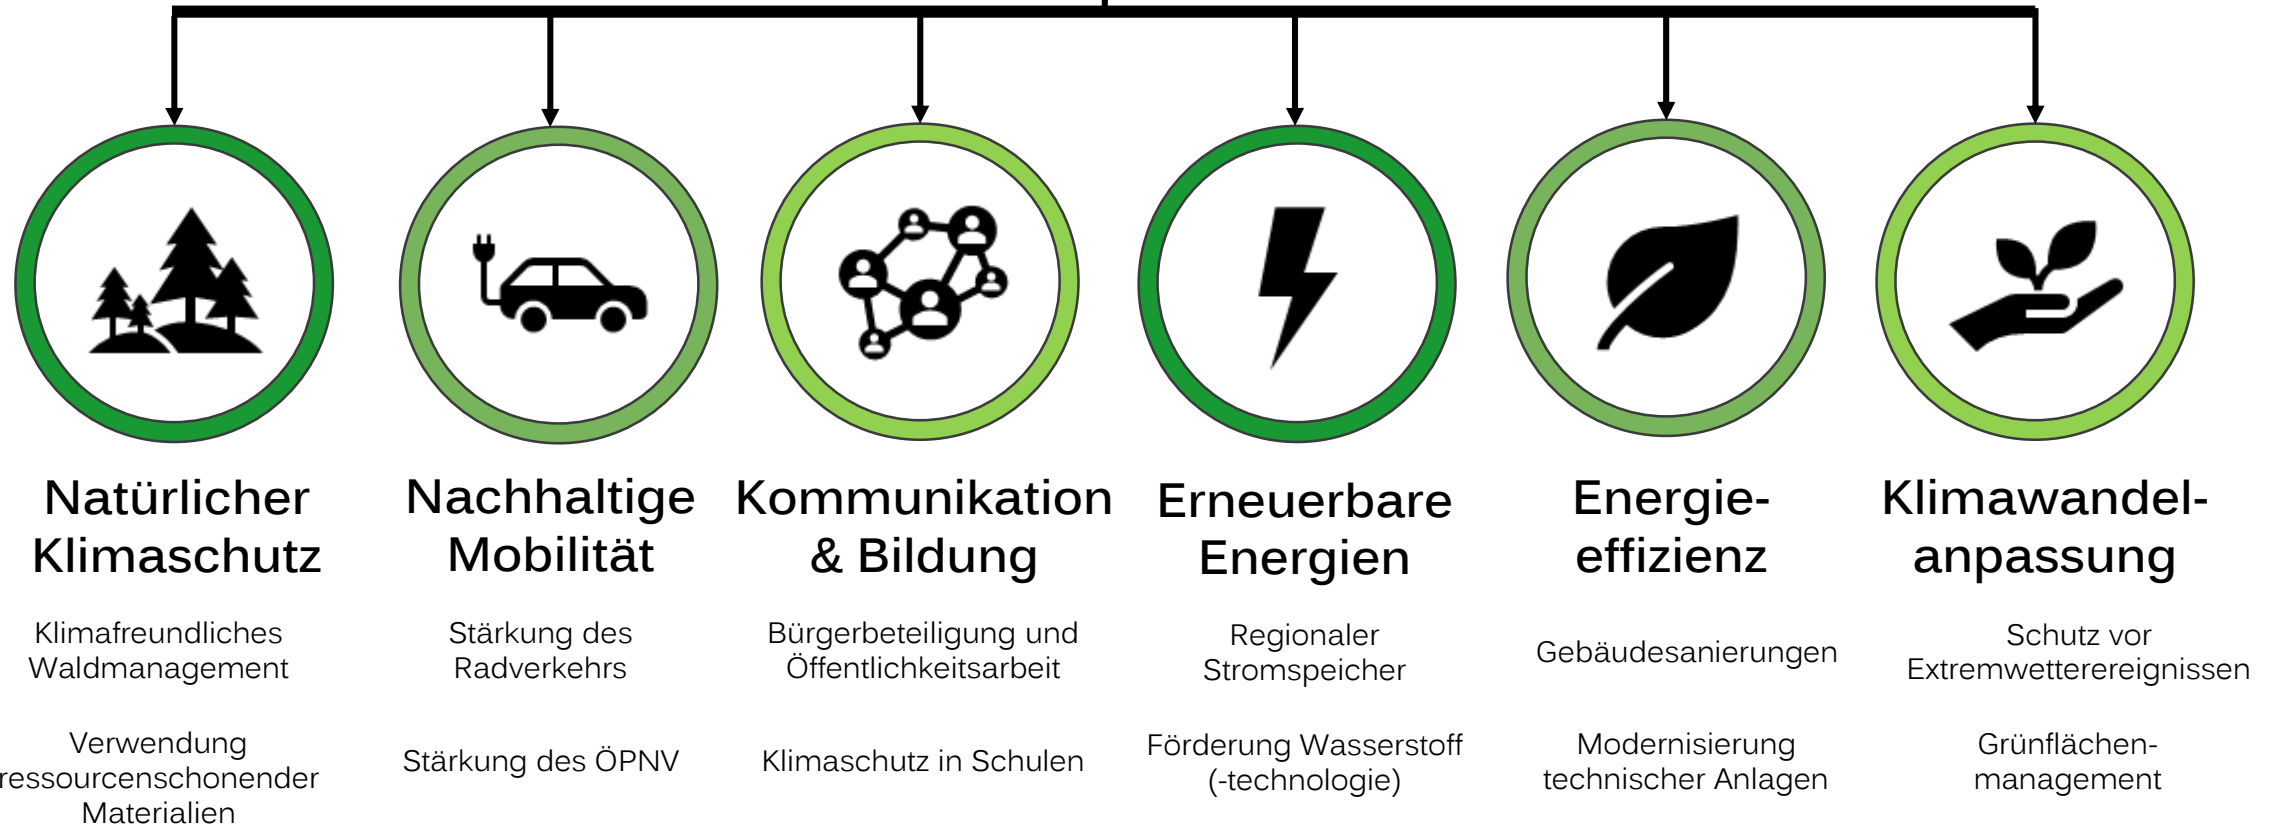 Natürlicher
Klimaschutz
Klimafreundliches
Waldmanagement
Verwendung
ressourcenschonender
Materialien
Nachhaltige
Mobilität
Stärkung des
Radverkehrs
Stärkung des ÖPNV
Kommunikation
& Bildung
Bürgerbeteiligung und
Öffentlichkeitsarbeit
Klimaschutz in Schulen
Erneuerbare
Energien
Regionaler
Stromspeicher
Förderung Wasserstoff
(-technologie)
Energie-
effizienz
Gebäudesanierungen
Modernisierung
technischer Anlagen
Klimawandel-
anpassung
Schutz vor
Extremwetterereignissen
Grünflächen-
management